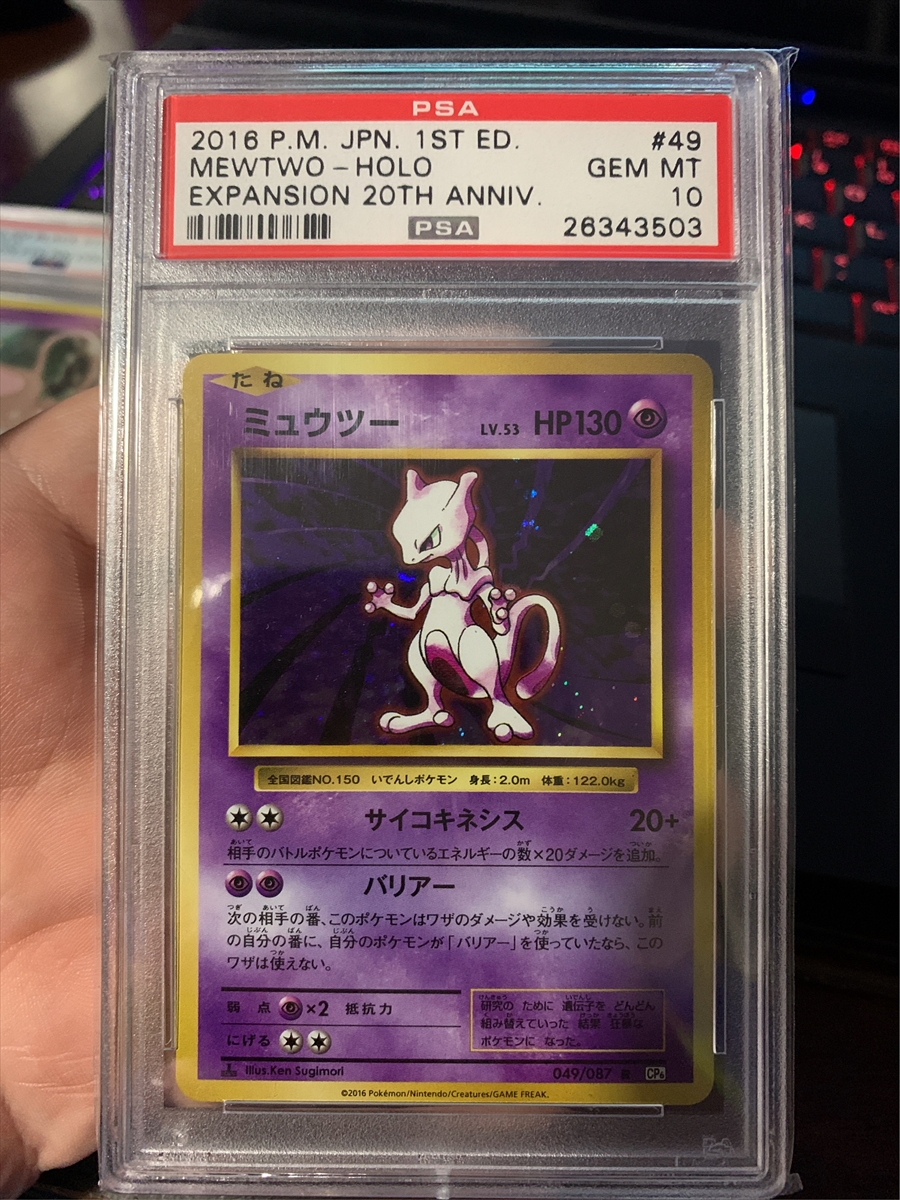 PSA
2016 P.M. JPN. 1ST ED. #49
MEWTWO-HOLO GEM MT
EXPANSION 20TH ANNIV. 10
PSA 26343503
たね
ミュウツー LV.53 HP130
全国図鑑NO.150 いでんしポケモン 身長:2.0m 体重:122.0kg
サイコキネシス 20+
相手のバトルポケモンについているエネルギーの数×20ダメージを追加。
バリアー
次の相手の番、このポケモンはワザのダメージや効果を受けない。前
の自分の番に、自分のポケモンが「バリアー」を使っていたなら、この
ワザは使えない。
弱点 ×2 抵抗力
にげる
研究の ために 遺伝子を どんどん
組み替えていった 結果 狂暴な
ポケモンに なった。
Illus.Ken Sugimori 049/087 R CP6
©2016 Pokémon/Nintendo/Creatures/GAME FREAK.